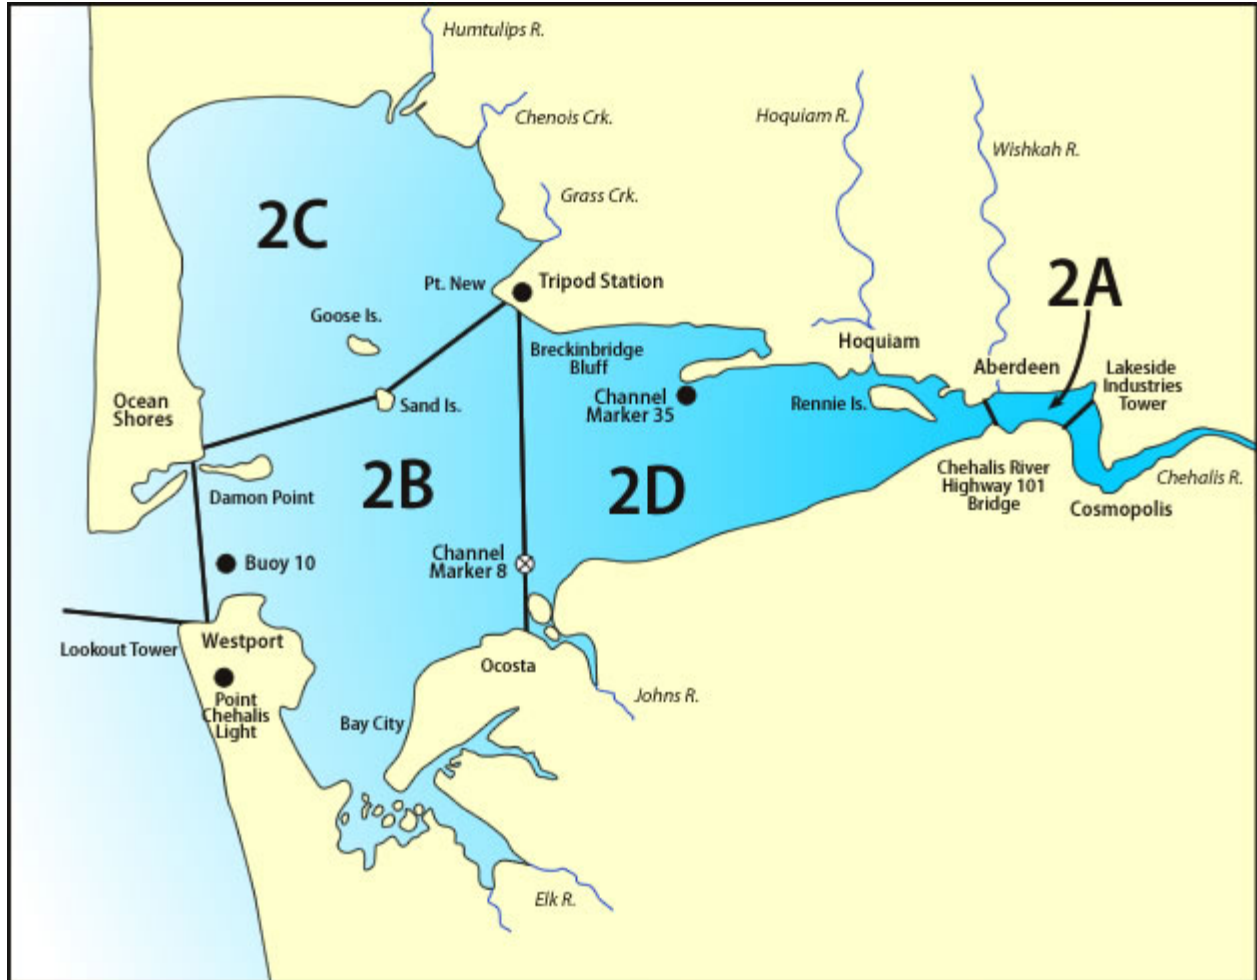 Humtulips R.
Chenois Crk.
Hoquiam R.
Wishkah R.
Grass Crk.
2C
Pt. New
Tripod Station
2A
Goose Is.
Breckinbridge
Bluff
Hoquiam
Aberdeen
Lakeside
Industries
Tower
Ocean
Shores
Sand Is.
Channel
Marker 35
Rennie Is.
2B
2D
Damon Point
Chehalis River
Highway 101
Bridge
Chehalis R.
Cosmopolis
Buoy 10
Channel
Marker 8
Lookout Tower
Westport
Ocosta
Point
Chehalis
Light
Bay City
Johns R.
Elk R.